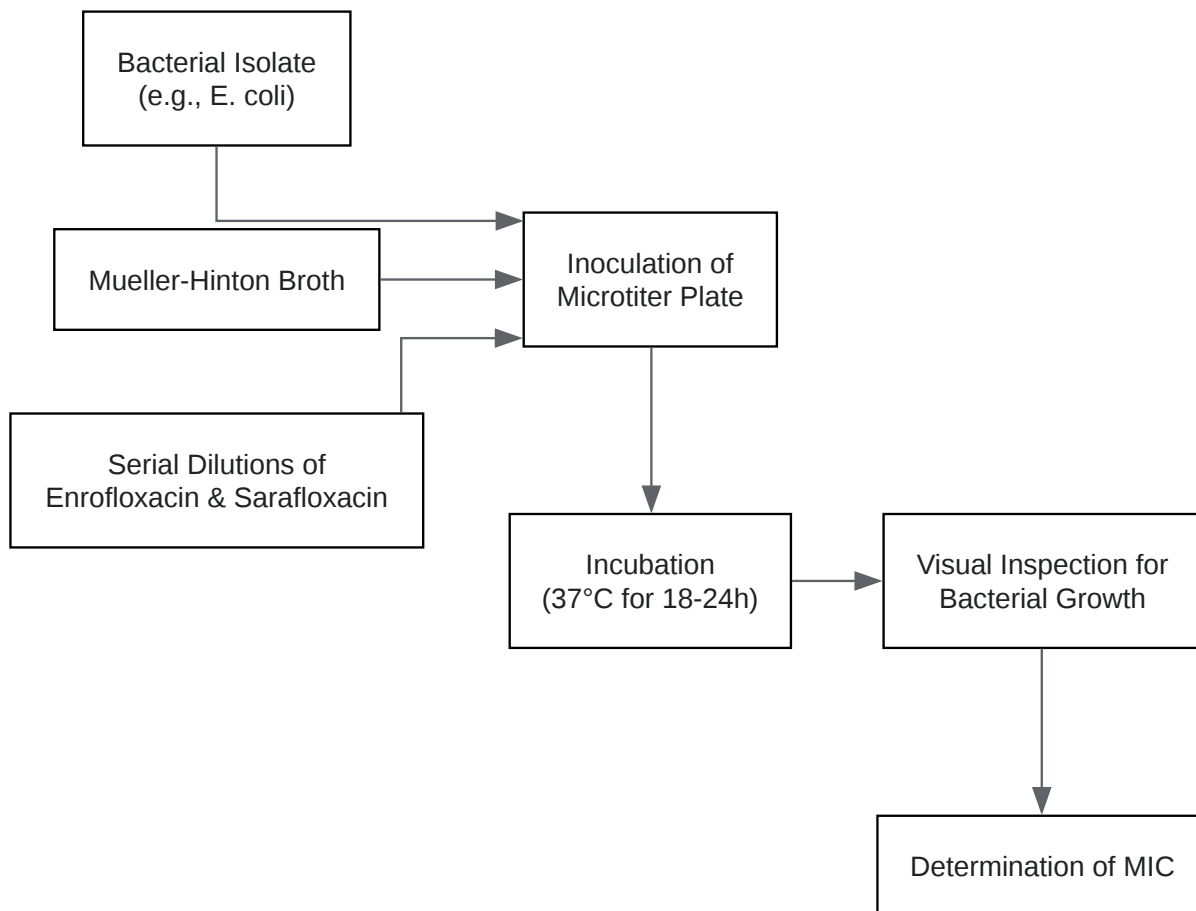 Bacterial Isolate
(e.g., E. coli)
Mueller-Hinton Broth
Serial Dilutions of
Enrofloxacin & Sarafloxacin
Inoculation of
Microtiter Plate
Incubation
(37°C for 18-24h)
Visual Inspection for
Bacterial Growth
Determination of MIC